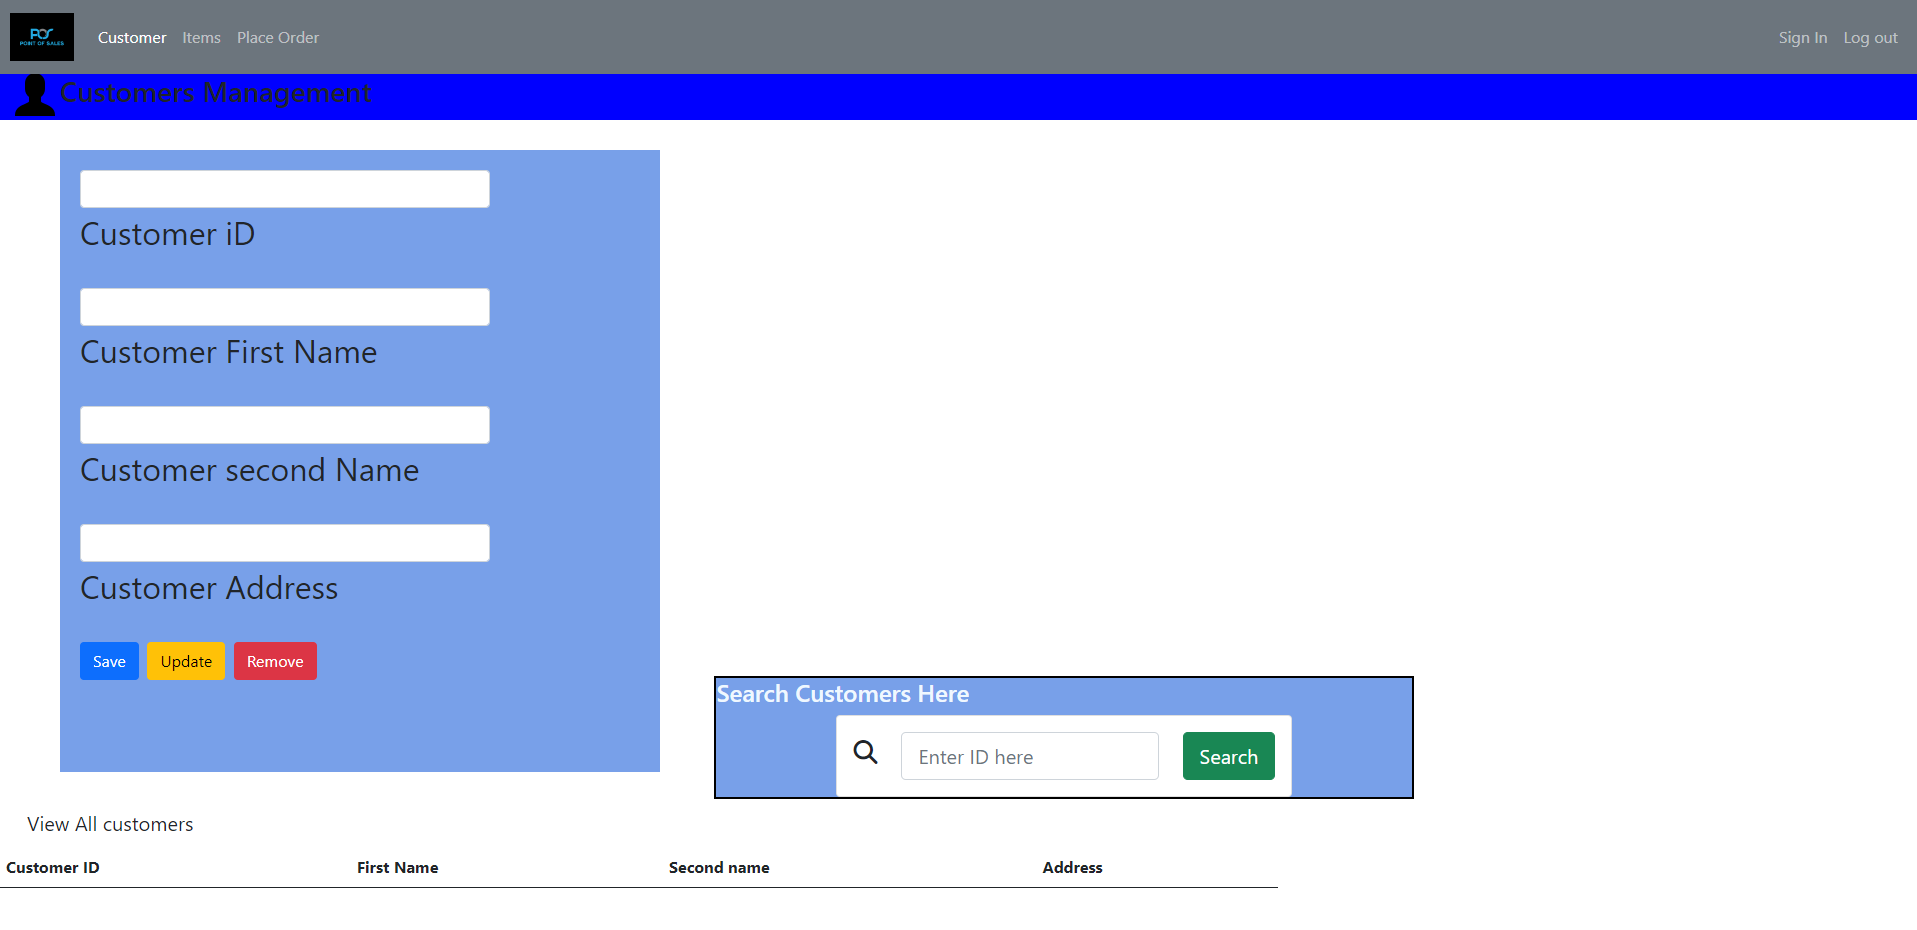 POS
POINT OF SALES
Customer Items Place Order Sign In Log out
Customers Management
Customer iD
Customer First Name
Customer second Name
Customer Address
Save Update Remove
Search Customers Here
Enter ID here Search
View All customers
Customer ID First Name Second name Address